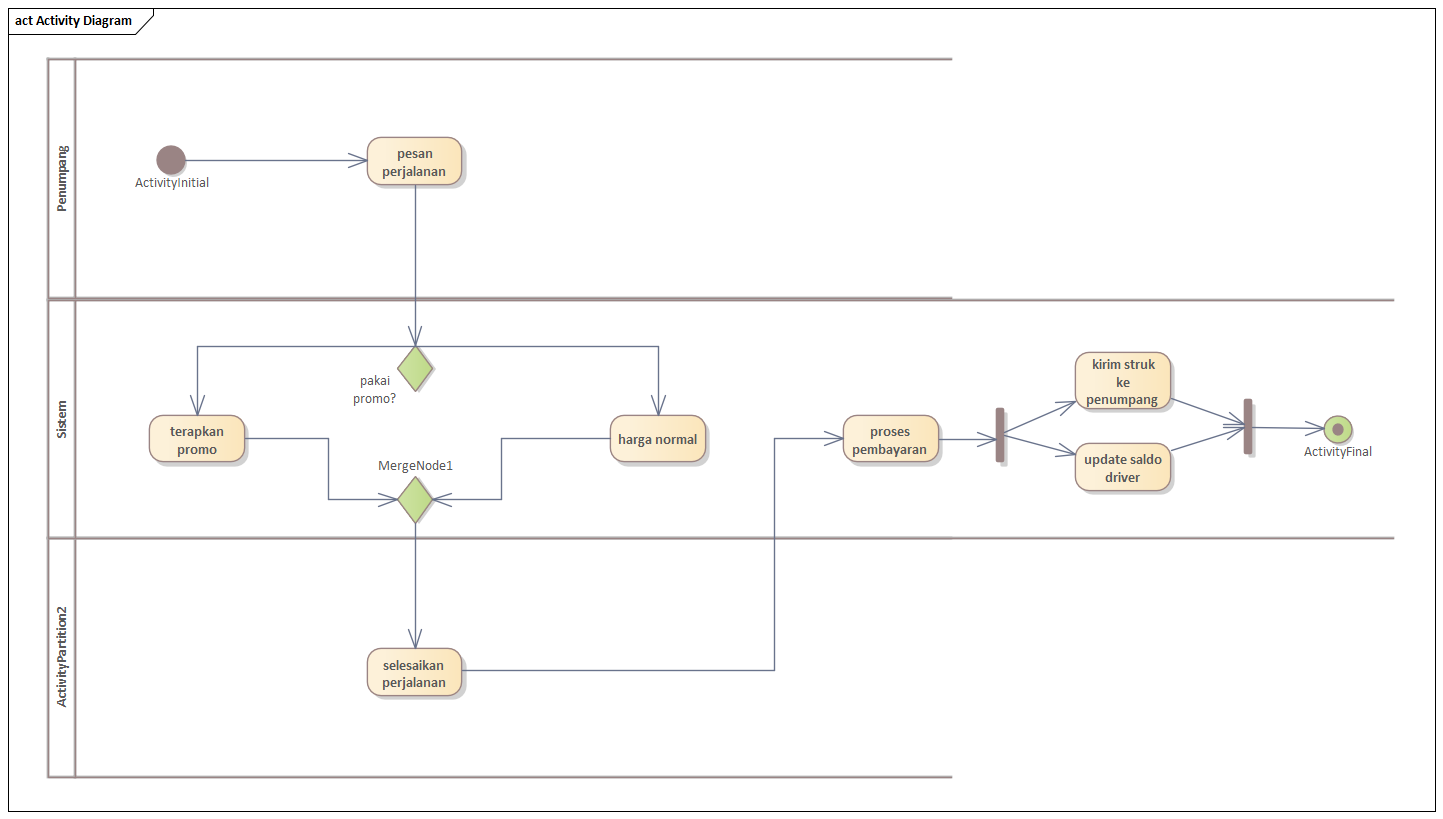 act Activity Diagram
Penumpang
ActivityInitial
pesan
perjalanan
Sistem
pakai
promo?
terapkan
promo
harga normal
MergeNode1
proses
pembayaran
kirim struk
ke
penumpang
update saldo
driver
ActivityFinal
ActivityPartition2
selesaikan
perjalanan